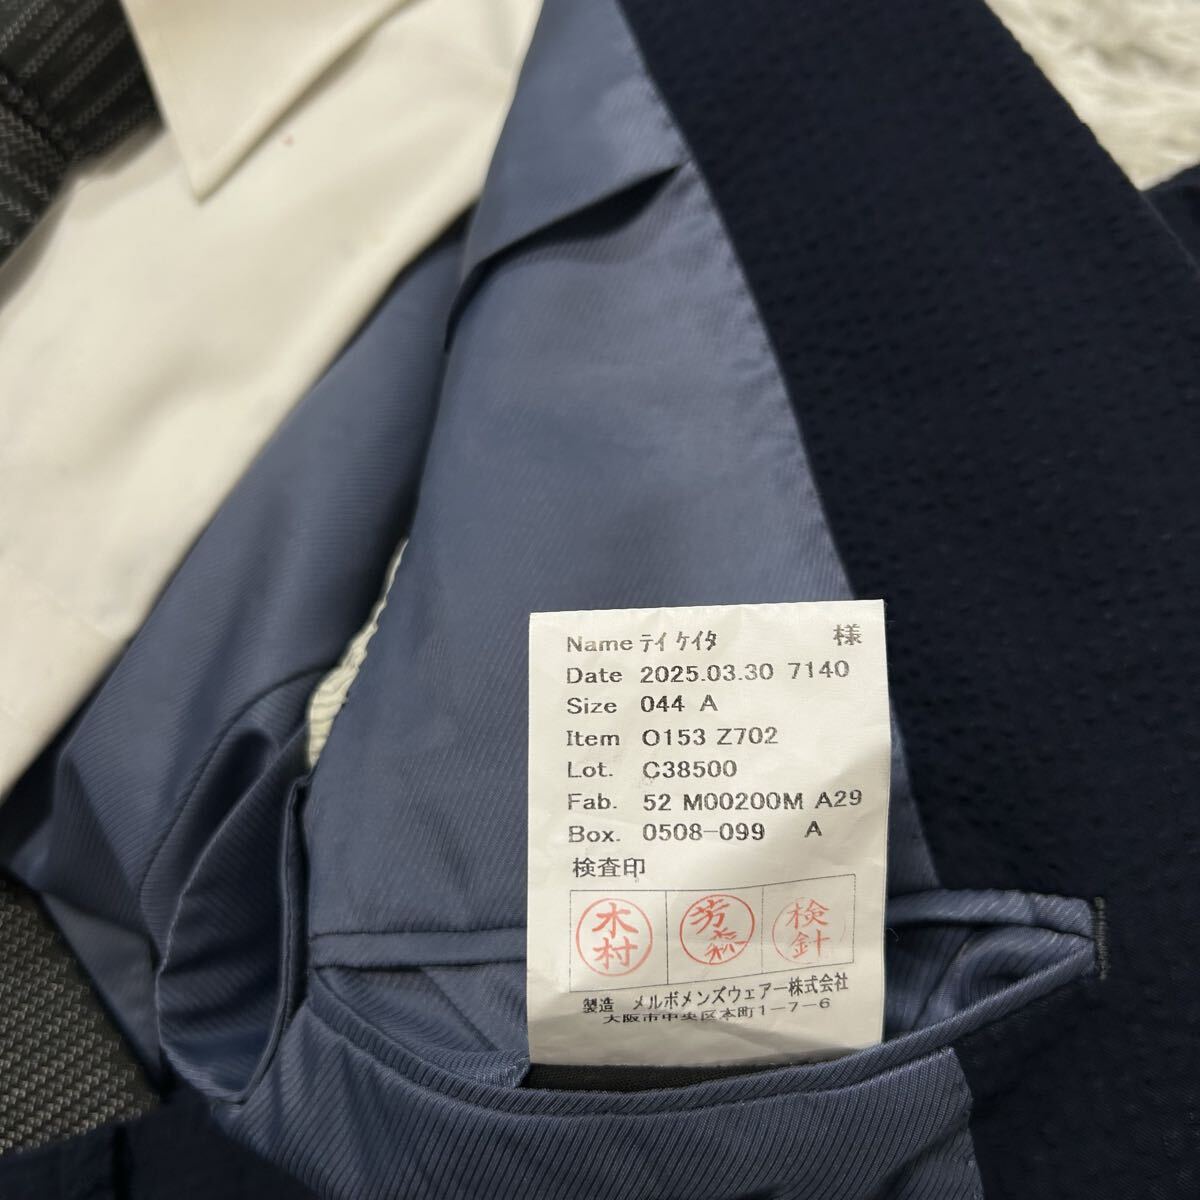 Name ﾃｲ ｹｲﾀ 様
Date 2025.03.30 7140
Size 044 A
Item O153 Z702
Lot. C38500
Fab. 52 M00200M A29
Box. 0508-099 A
検査印
木村 芳森 検針
製造 メルボメンズウェアー株式会社
大阪市中央区本町1-7-6